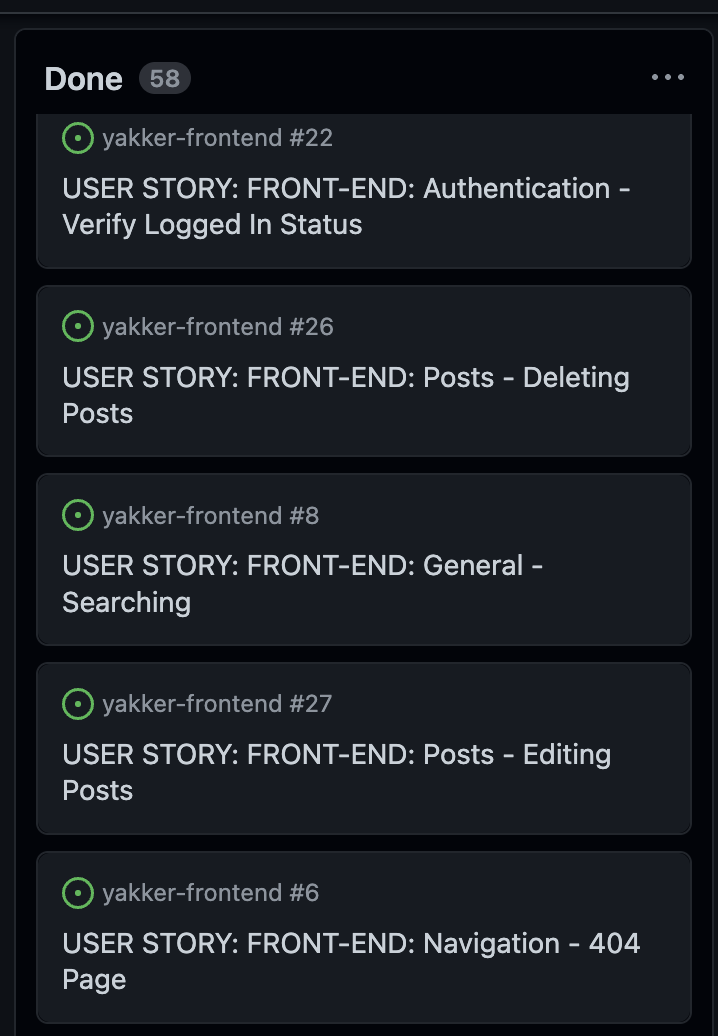 Done 58
yakker-frontend #22
USER STORY: FRONT-END: Authentication -
Verify Logged In Status
yakker-frontend #26
USER STORY: FRONT-END: Posts - Deleting
Posts
yakker-frontend #8
USER STORY: FRONT-END: General -
Searching
yakker-frontend #27
USER STORY: FRONT-END: Posts - Editing
Posts
yakker-frontend #6
USER STORY: FRONT-END: Navigation - 404
Page